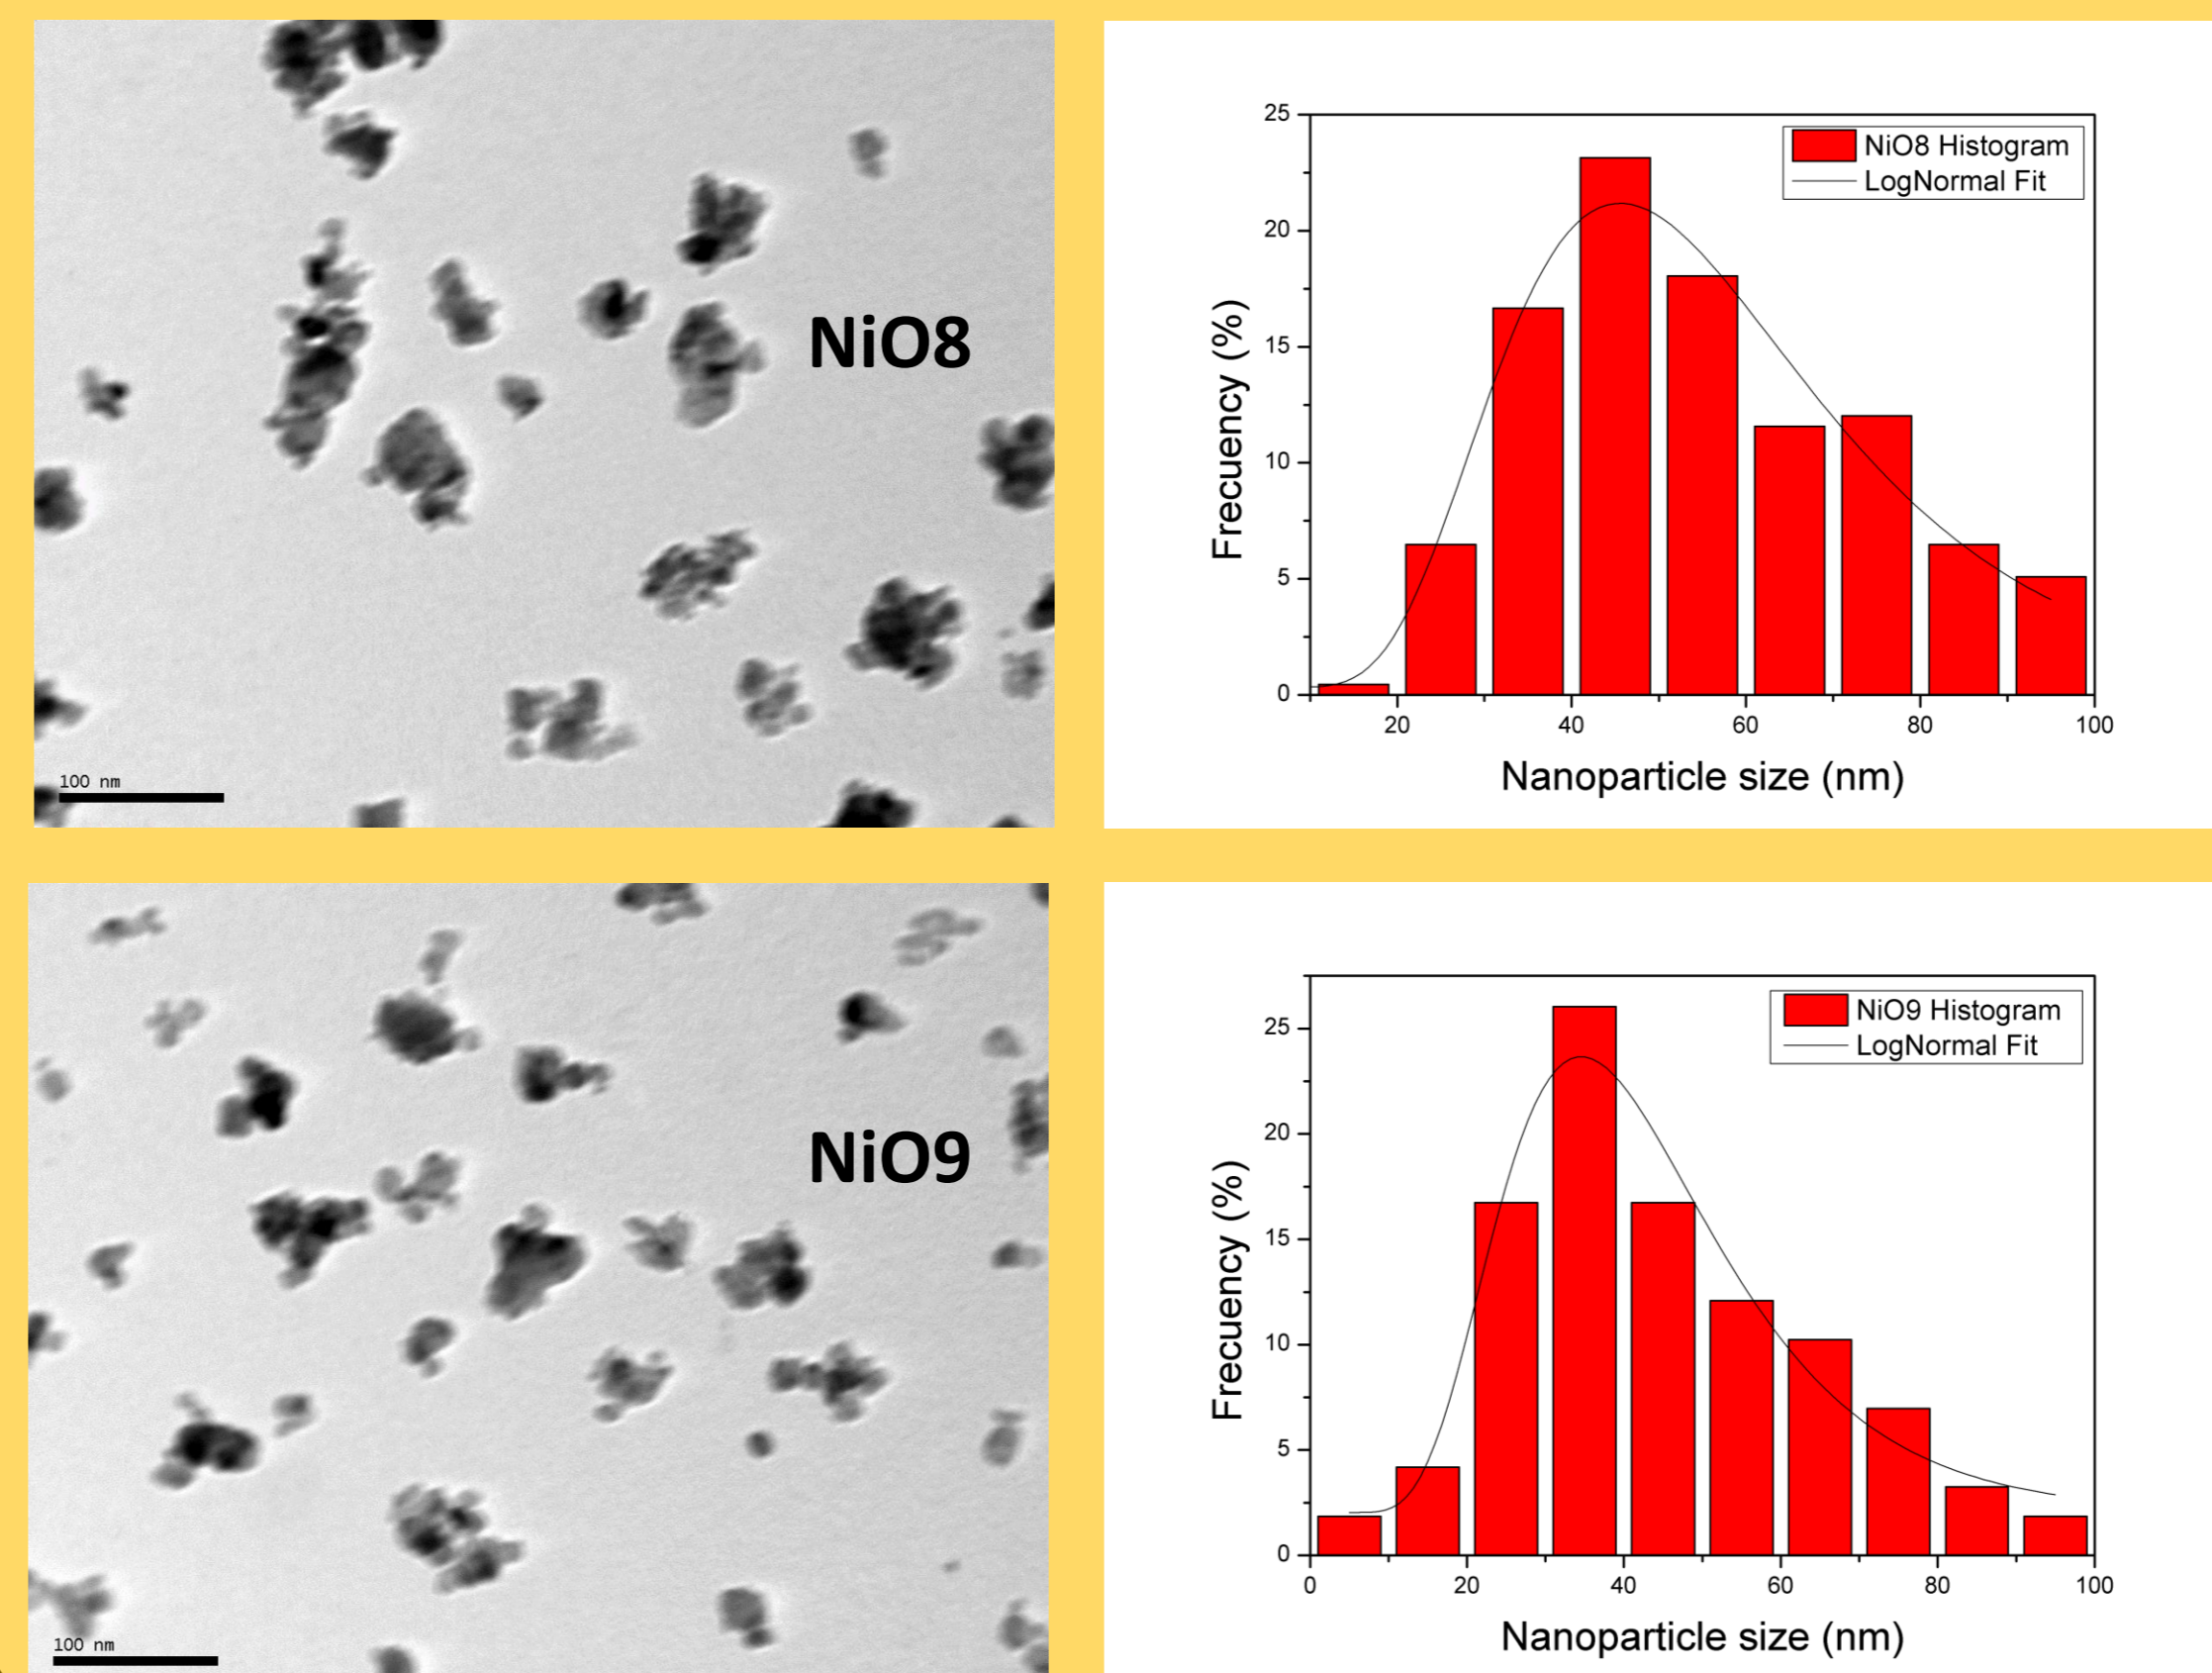 NiO8
100 nm
25
20
15
10
5
0
Frecuency (%)
NiO8 Histogram
LogNormal Fit
20 40 60 80 100
Nanoparticle size (nm)
NiO9
100 nm
25
20
15
10
5
0
Frecuency (%)
NiO9 Histogram
LogNormal Fit
0 20 40 60 80 100
Nanoparticle size (nm)